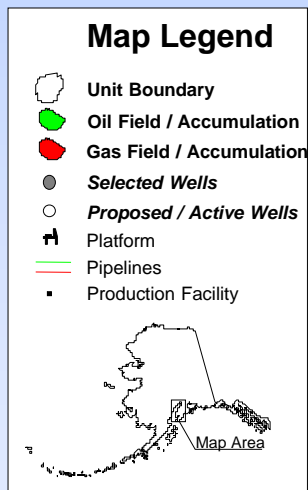 Map Legend
Unit Boundary
Oil Field / Accumulation
Gas Field / Accumulation
Selected Wells
Proposed / Active Wells
Platform
Pipelines
Production Facility
Map Area